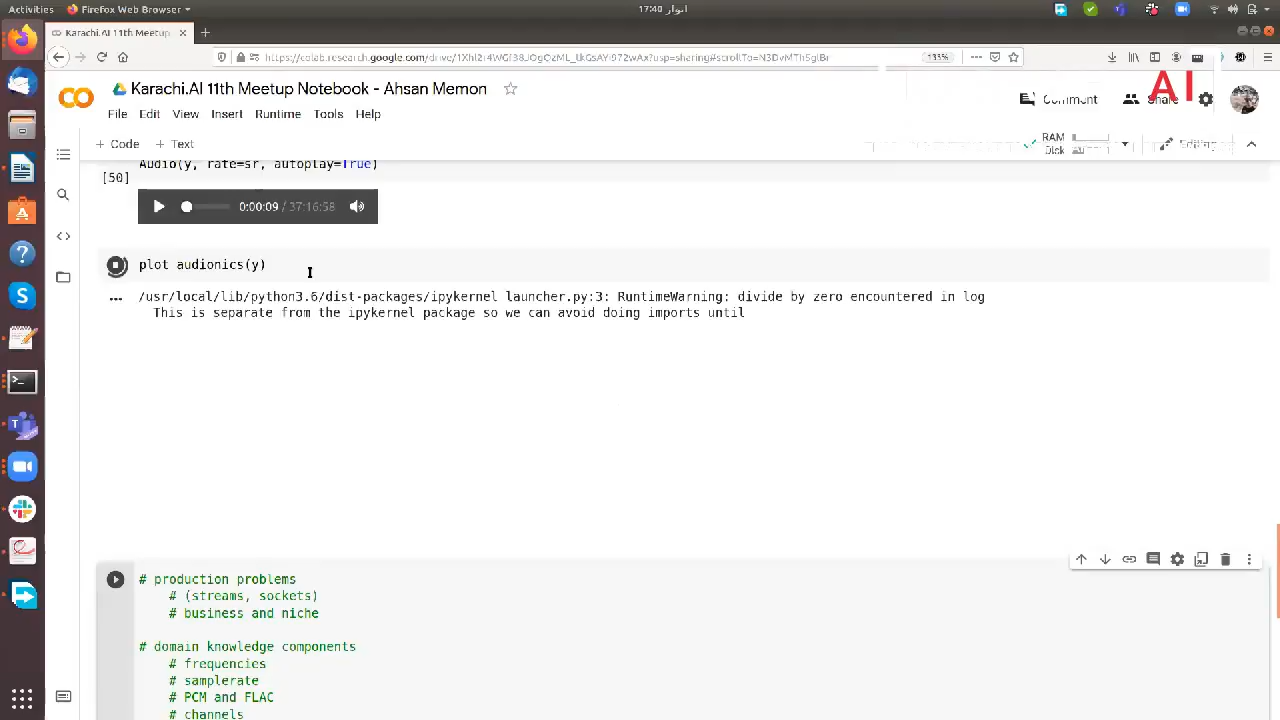 Activities
Firefox Web Browser
17:40 اتوار
Karachi.AI 11th Meetup
133%
Karachi.AI 11th Meetup Notebook - Ahsan Memon
AI
Comment
Share
File Edit View Insert Runtime Tools Help
+ Code + Text
RAM
Disk
Editing
Audio(y, rate=sr, autoplay=True)
[50]
0:00:09 / 37:16:58
plot audionics(y)
/usr/local/lib/python3.6/dist-packages/ipykernel launcher.py:3: RuntimeWarning: divide by zero encountered in log
This is separate from the ipykernel package so we can avoid doing imports until
# production problems
# (streams, sockets)
# business and niche
# domain knowledge components
# frequencies
# samplerate
# PCM and FLAC
# channels